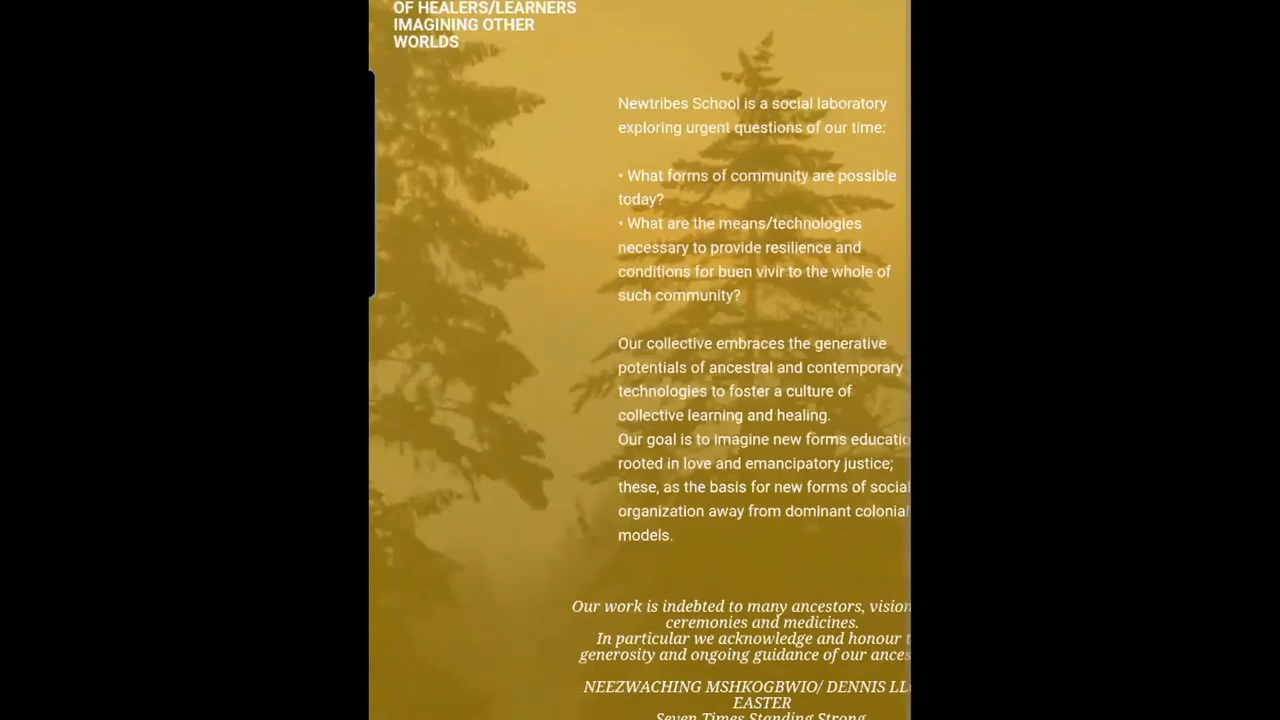 OF HEALERS/LEARNERS
IMAGINING OTHER
WORLDS
Newtribes School is a social laboratory
exploring urgent questions of our time:
• What forms of community are possible
today?
• What are the means/technologies
necessary to provide resilience and
conditions for buen vivir to the whole of
such community?
Our collective embraces the generative
potentials of ancestral and contemporary
technologies to foster a culture of
collective learning and healing.
Our goal is to imagine new forms educatio
rooted in love and emancipatory justice;
these, as the basis for new forms of social
organization away from dominant colonial
models.
Our work is indebted to many ancestors, vision
ceremonies and medicines.
In particular we acknowledge and honour t
generosity and ongoing guidance of our ances
NEEZWACHING MSHKOGBWIO/ DENNIS LL
EASTER
Seven Times Standing Strong